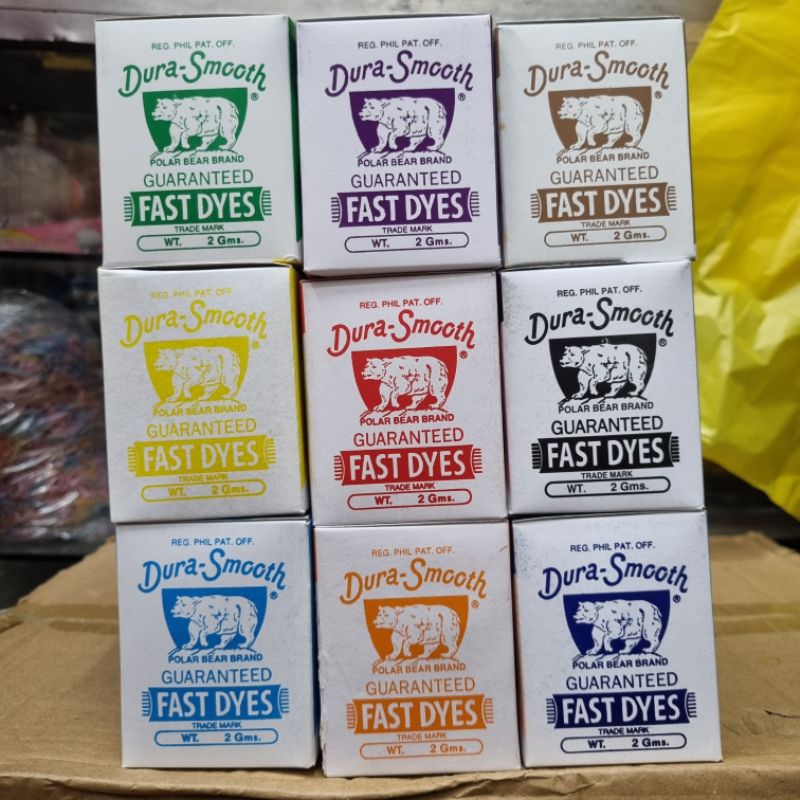 REG. PHIL PAT. OFF.
Dura-Smooth®
POLAR BEAR BRAND
GUARANTEED
FAST DYES
TRADE MARK
WT. 2 Gms.
REG. PHIL PAT. OFF.
Dura-Smooth®
POLAR BEAR BRAND
GUARANTEED
FAST DYES
TRADE MARK
WT. 2 Gms.
REG. PHIL PAT. OFF.
Dura-Smooth®
POLAR BEAR BRAND
GUARANTEED
FAST DYES
TRADE MARK
WT. 2 Gms.
REG. PHIL PAT. OFF.
Dura-Smooth®
POLAR BEAR BRAND
GUARANTEED
FAST DYES
TRADE MARK
WT. 2 Gms.
REG. PHIL PAT. OFF.
Dura-Smooth®
POLAR BEAR BRAND
GUARANTEED
FAST DYES
TRADE MARK
WT. 2 Gms.
REG. PHIL PAT. OFF.
Dura-Smooth®
POLAR BEAR BRAND
GUARANTEED
FAST DYES
TRADE MARK
WT. 2 Gms.
REG. PHIL PAT. OFF.
Dura-Smooth®
POLAR BEAR BRAND
GUARANTEED
FAST DYES
TRADE MARK
WT. 2 Gms.
REG. PHIL PAT. OFF.
Dura-Smooth®
POLAR BEAR BRAND
GUARANTEED
FAST DYES
TRADE MARK
WT. 2 Gms.
REG. PHIL PAT. OFF.
Dura-Smooth®
POLAR BEAR BRAND
GUARANTEED
FAST DYES
TRADE MARK
WT. 2 Gms.